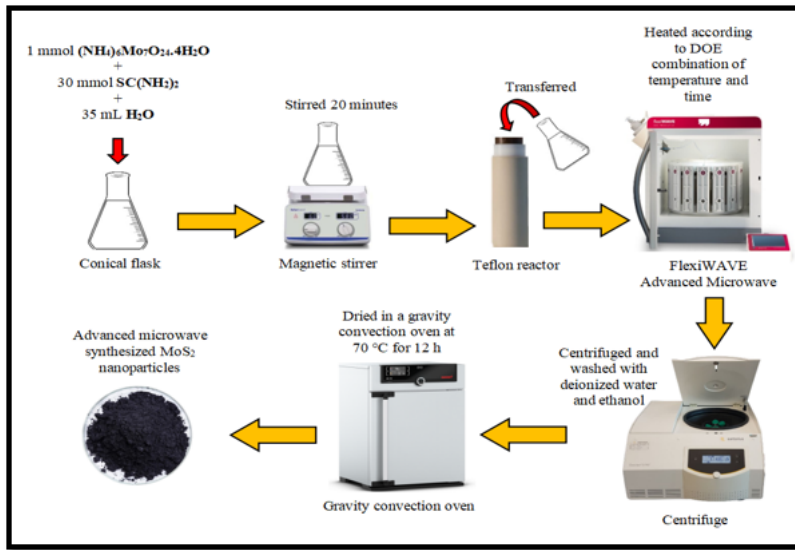 1 mmol (NH₄)₆Mo₇O₂₄.4H₂O
+
30 mmol SC(NH₂)₂
+
35 mL H₂O
Conical flask
Stirred 20 minutes
Magnetic stirrer
Transferred
Teflon reactor
Heated according
to DOE
combination of
temperature and
time
FlexiWAVE
Advanced Microwave
Centrifuged and
washed with
deionized water
and ethanol
Centrifuge
Dried in a gravity
convection oven at
70 °C for 12 h
Gravity convection oven
Advanced microwave
synthesized MoS₂
nanoparticles